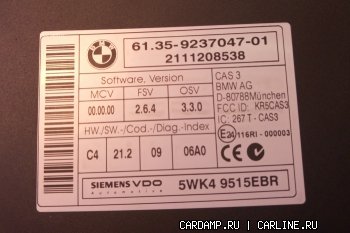 BMW
61.35-9237047-01
2111208538
Software, Version
MCV FSV OSV
00.00.00 2.6.4 3.3.0
HW./SW.-/Cod.-/Diag.-Index
C4 21.2 09 06A0
CAS 3
BMW AG
D-80788München
FCC ID: KR5CAS3
IC: 267 T - CAS3
E24 116RI - 000003
SIEMENS VDO
Automotive
5WK4 9515EBR
CARDAMP.RU | CARLINE.RU